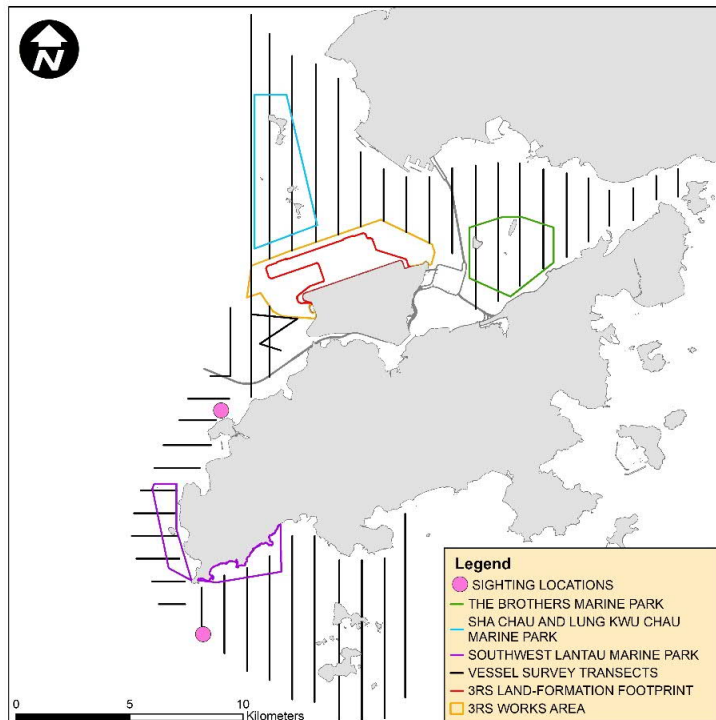 N
Legend
SIGHTING LOCATIONS
THE BROTHERS MARINE PARK
SHA CHAU AND LUNG KWU CHAU
MARINE PARK
SOUTHWEST LANTAU MARINE PARK
VESSEL SURVEY TRANSECTS
3RS LAND-FORMATION FOOTPRINT
3RS WORKS AREA
0 5 10
Kilometers